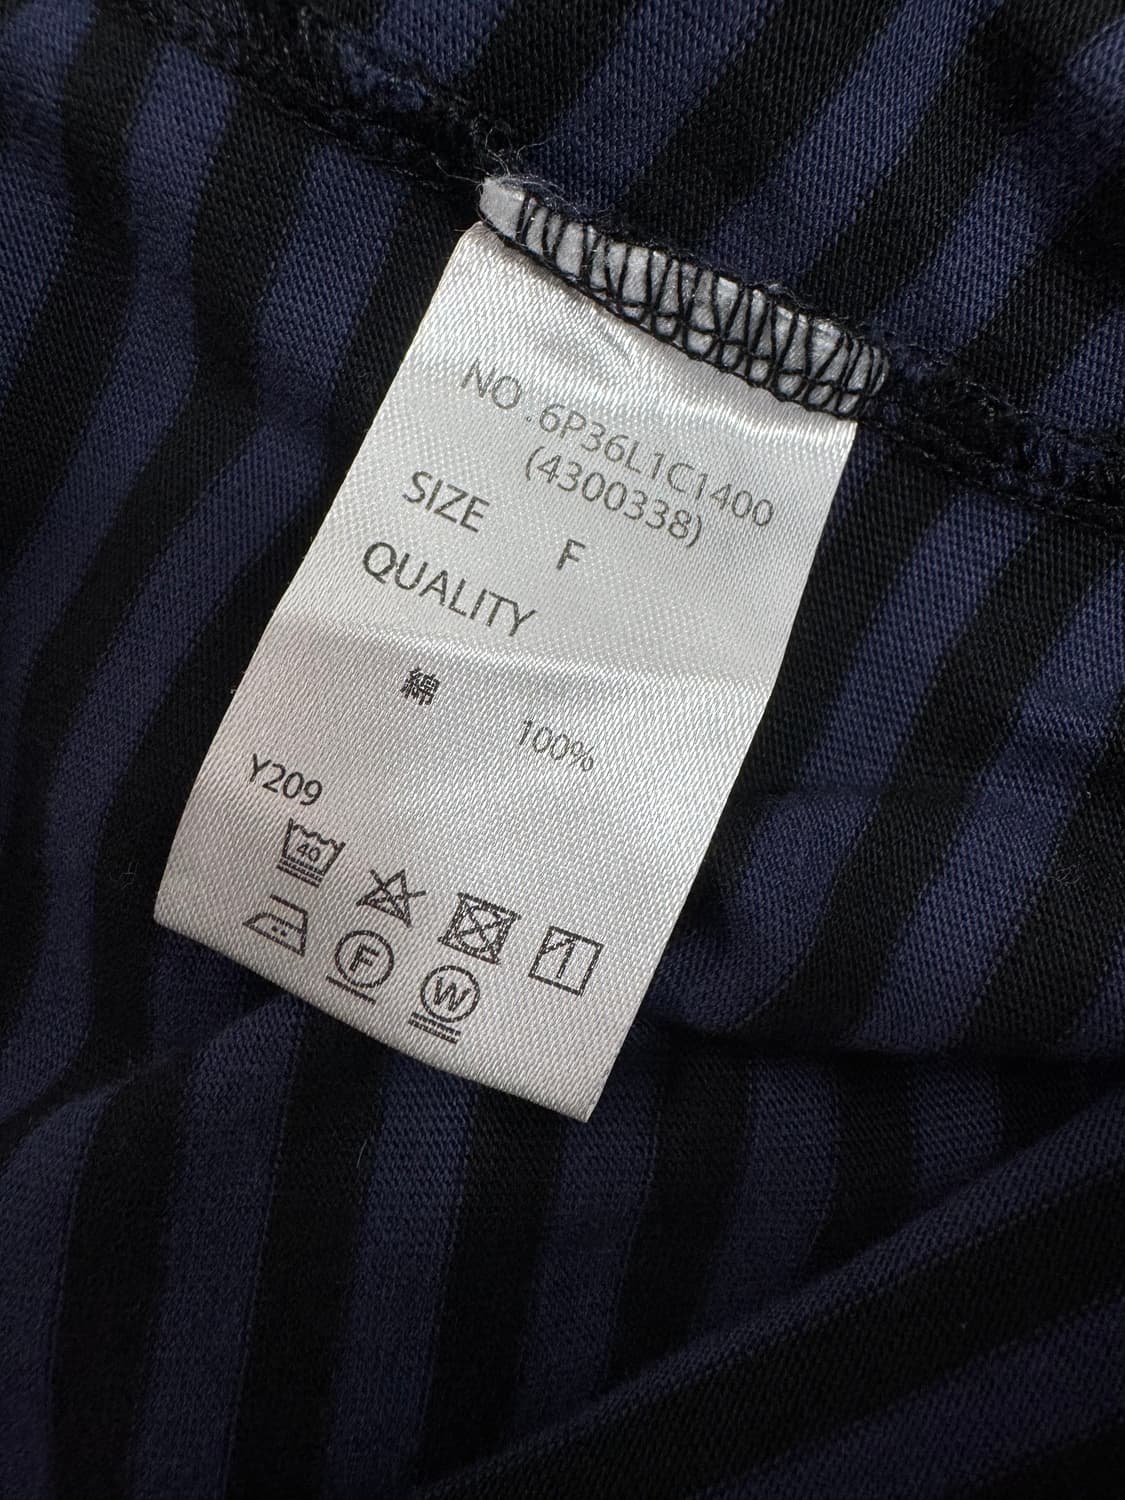 NO.6P36L1C1400
(4300338)
SIZE F
QUALITY
綿 100%
Y209
40
F W